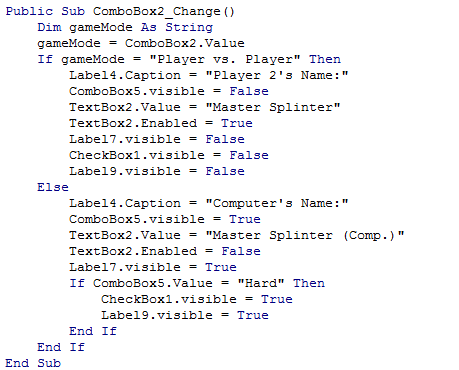 Public Sub ComboBox2_Change()
    Dim gameMode As String
    gameMode = ComboBox2.Value
    If gameMode = "Player vs. Player" Then
        Label4.Caption = "Player 2's Name:"
        ComboBox5.visible = False
        TextBox2.Value = "Master Splinter"
        TextBox2.Enabled = True
        Label7.visible = False
        CheckBox1.visible = False
        Label9.visible = False
    Else
        Label4.Caption = "Computer's Name:"
        ComboBox5.visible = True
        TextBox2.Value = "Master Splinter (Comp.)"
        TextBox2.Enabled = False
        Label7.visible = True
        If ComboBox5.Value = "Hard" Then
            CheckBox1.visible = True
            Label9.visible = True
        End If
    End If
End Sub